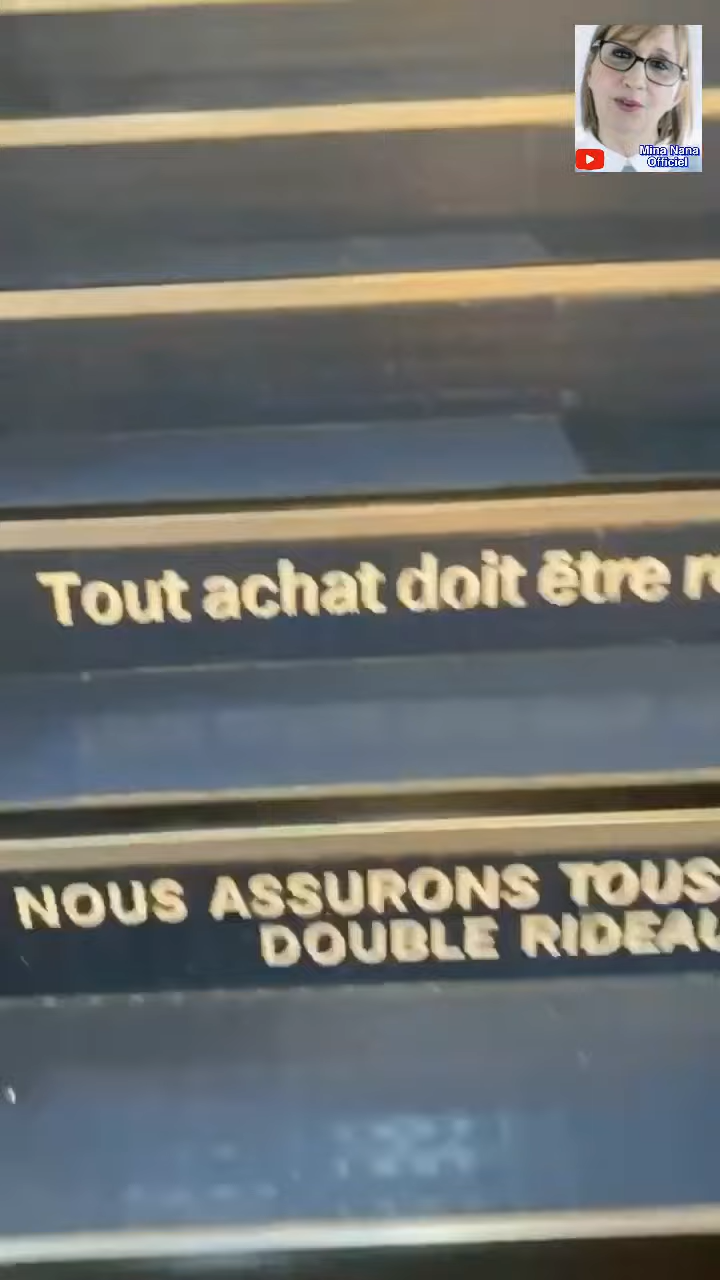 Mina Nana
Officiel
Tout achat doit être
NOUS ASSURONS TOUS
DOUBLE